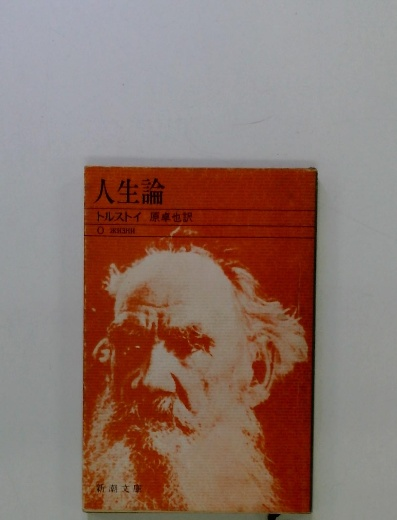 人生論
トルストイ 原卓也訳
新潮文庫